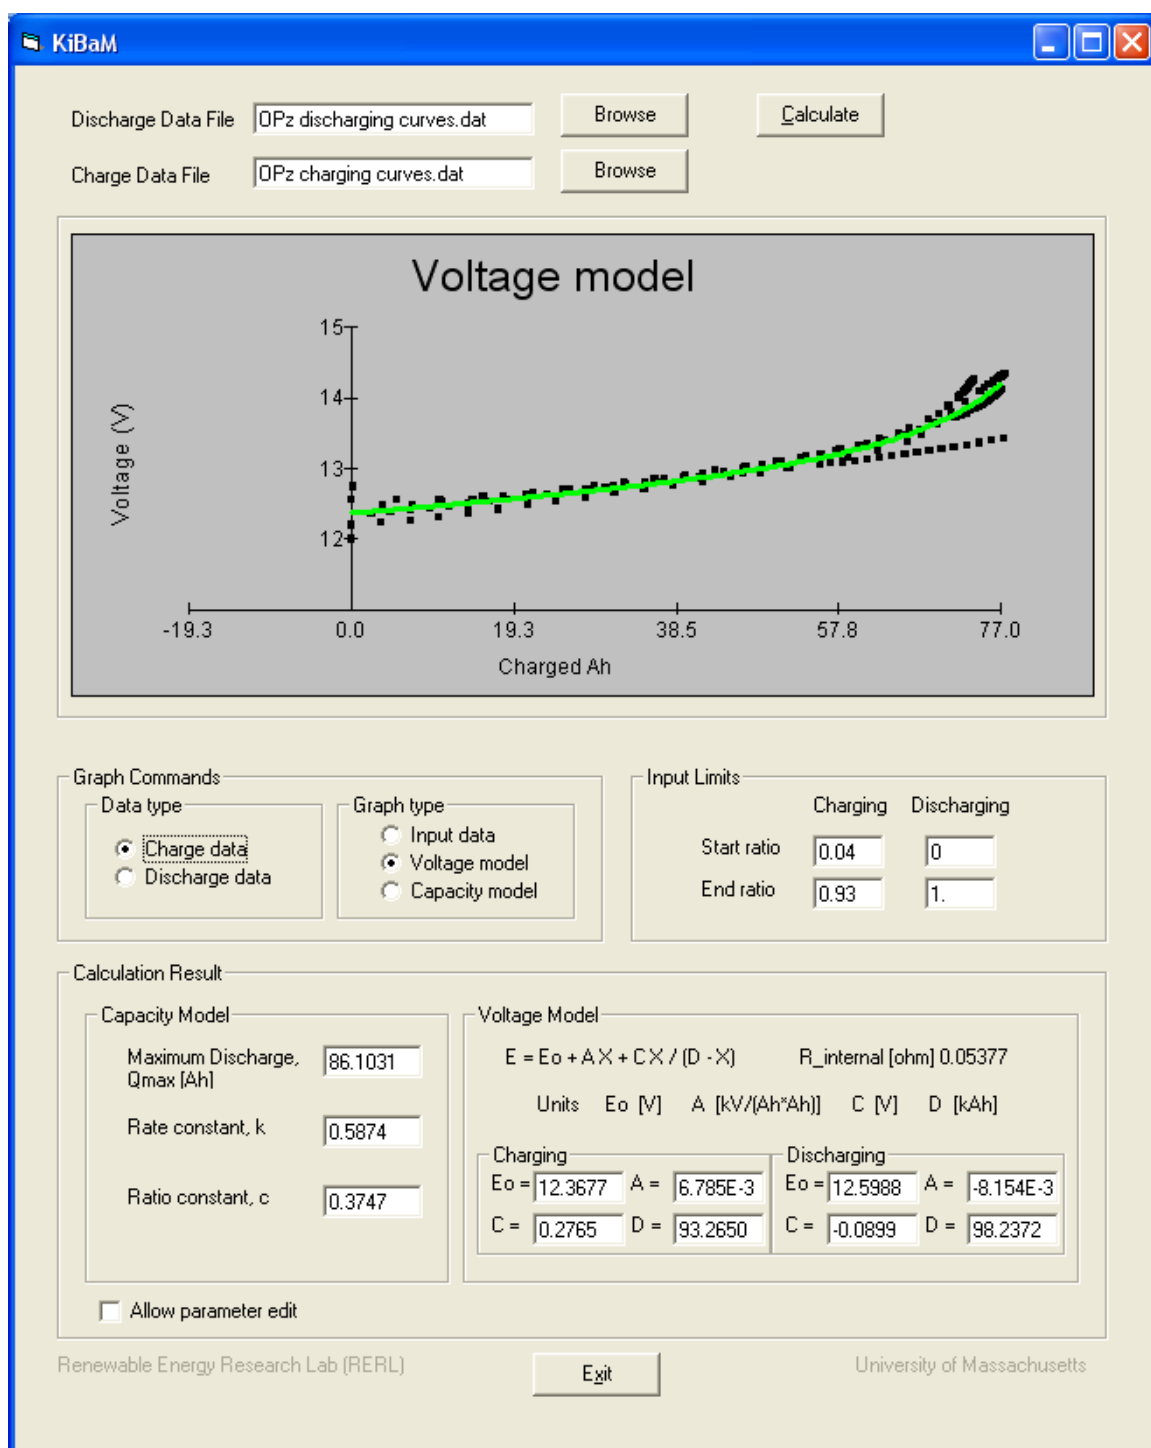 KiBaM
Discharge Data File OPz discharging curves.dat Browse Calculate
Charge Data File OPz charging curves.dat Browse
Voltage model
15
14
13
12
Voltage (V)
-19.3 0.0 19.3 38.5 57.8 77.0
Charged Ah
Graph Commands
Data type
Charge data
Discharge data
Graph type
Input data
Voltage model
Capacity model
Input Limits
Charging Discharging
Start ratio 0.04 0
End ratio 0.93 1.
Calculation Result
Capacity Model
Maximum Discharge,
Qmax [Ah] 86.1031
Rate constant, k 0.5874
Ratio constant, c 0.3747
Voltage Model
E = Eo + A X + C X / (D - X) R_internal [ohm] 0.05377
Units Eo [V] A [kV/(Ah*Ah)] C [V] D [kAh]
Charging
Eo = 12.3677 A = 6.785E-3
C = 0.2765 D = 93.2650
Discharging
Eo = 12.5988 A = -8.154E-3
C = -0.0899 D = 98.2372
Allow parameter edit
Renewable Energy Research Lab (RERL) Exit University of Massachusetts